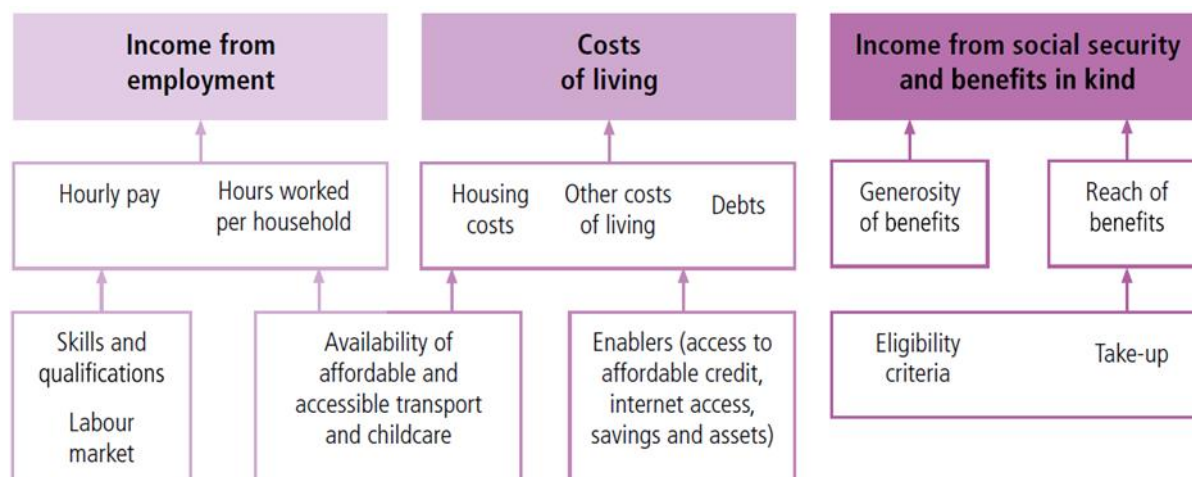 Income from
employment
Costs
of living
Income from social security
and benefits in kind
Hourly pay
Hours worked
per household
Housing
costs
Other costs
of living
Debts
Generosity
of benefits
Reach of
benefits
Skills and
qualifications
Labour
market
Availability of
affordable and
accessible transport
and childcare
Enablers (access to
affordable credit,
internet access,
savings and assets)
Eligibility
criteria
Take-up